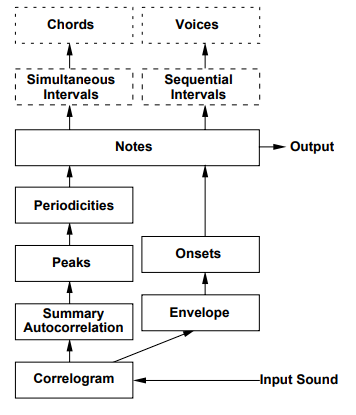 Chords
Voices
Simultaneous
Intervals
Sequential
Intervals
Notes
Output
Periodicities
Peaks
Onsets
Summary
Autocorrelation
Envelope
Correlogram
Input Sound